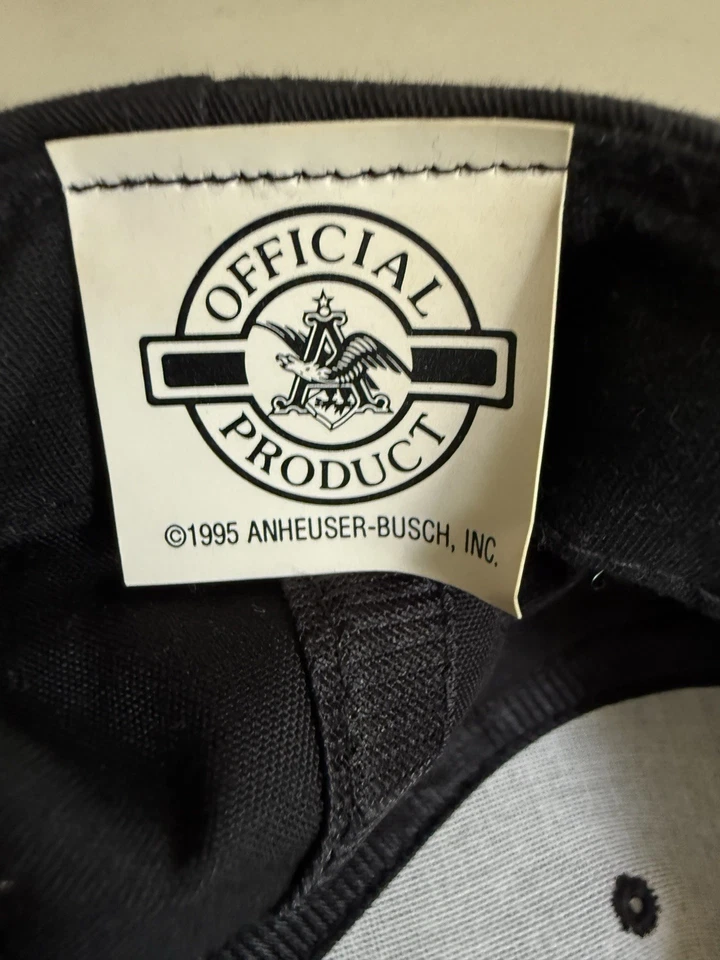 OFFICIAL
PRODUCT
©1995 ANHEUSER-BUSCH, INC.